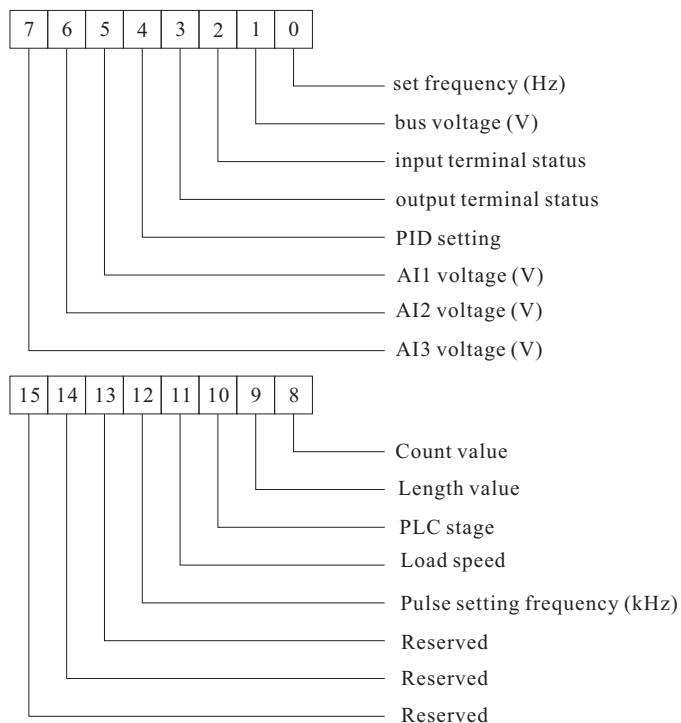 7 6 5 4 3 2 1 0
set frequency (Hz)
bus voltage (V)
input terminal status
output terminal status
PID setting
AI1 voltage (V)
AI2 voltage (V)
AI3 voltage (V)
15 14 13 12 11 10 9 8
Count value
Length value
PLC stage
Load speed
Pulse setting frequency (kHz)
Reserved
Reserved
Reserved